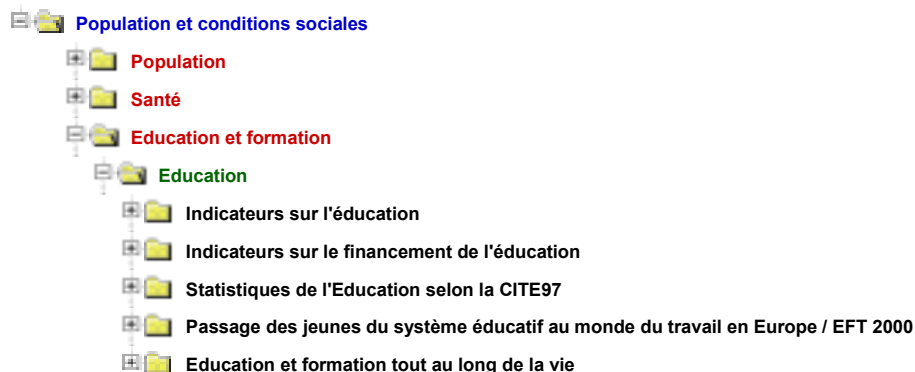 Population et conditions sociales
Population
Santé
Education et formation
Education
Indicateurs sur l'éducation
Indicateurs sur le financement de l'éducation
Statistiques de l'Education selon la CITE97
Passage des jeunes du système éducatif au monde du travail en Europe / EFT 2000
Education et formation tout au long de la vie